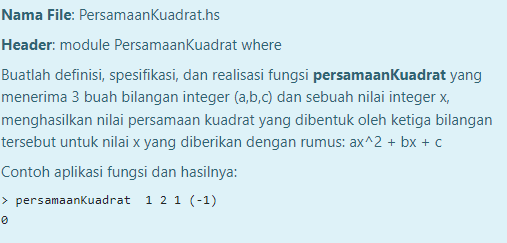 Nama File: PersamaanKuadrat.hs
Header: module PersamaanKuadrat where
Buatlah definisi, spesifikasi, dan realisasi fungsi persamaanKuadrat yang
menerima 3 buah bilangan integer (a,b,c) dan sebuah nilai integer x,
menghasilkan nilai persamaan kuadrat yang dibentuk oleh ketiga bilangan
tersebut untuk nilai x yang diberikan dengan rumus: ax^2 + bx + c
Contoh aplikasi fungsi dan hasilnya:
> persamaanKuadrat  1 2 1 (-1)
0